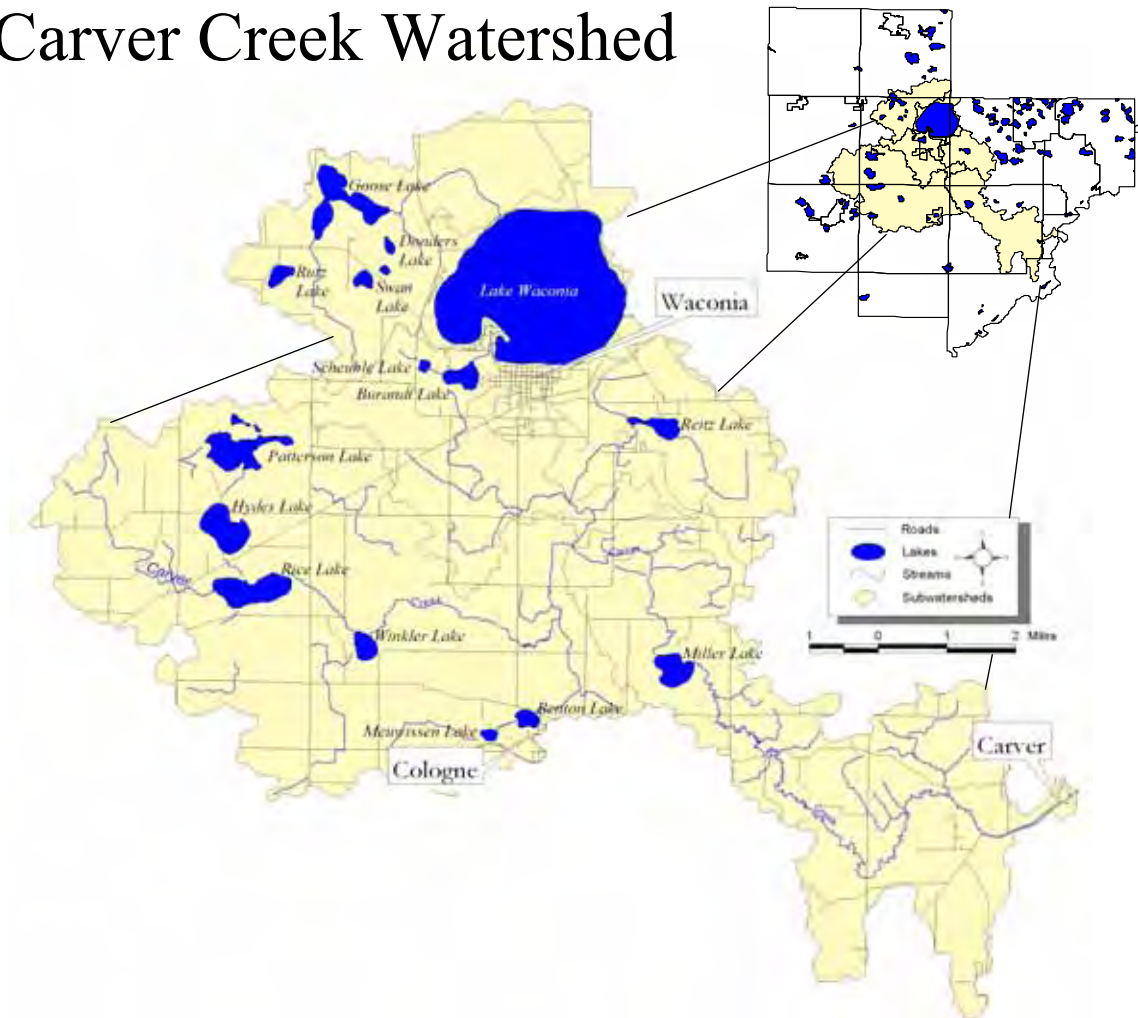 Carver Creek Watershed
Goose Lake
Donders
Lake
Rutz
Lake
Swan
Lake
Lake Waconia
Waconia
Scheuble Lake
Burandt Lake
Reitz Lake
Patterson Lake
Hydes Lake
Rice Lake
Carver
Creek
Winkler Lake
Miller Lake
Benton Lake
Meuwissen Lake
Cologne
Carver
Creek
Roads
Lakes
Streams
Subwatersheds
1 0 1 2 Miles